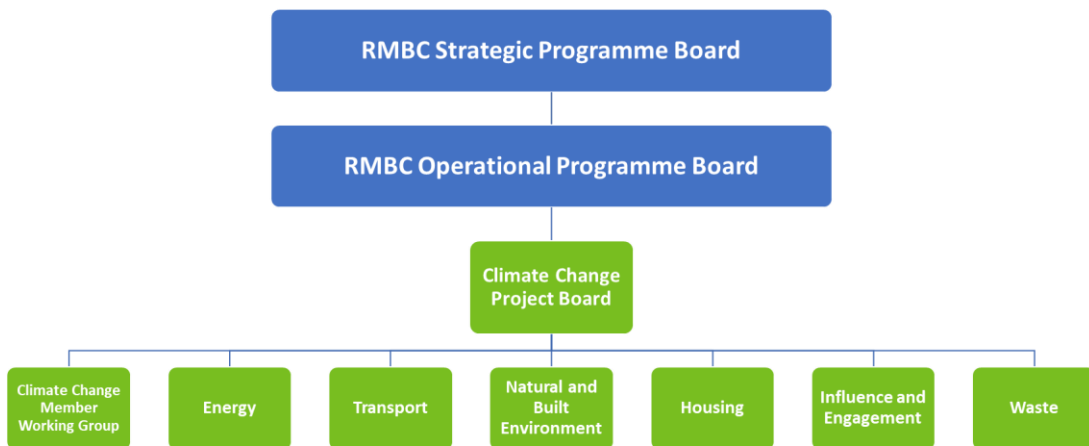 RMBC Strategic Programme Board
RMBC Operational Programme Board
Climate Change
Project Board
Climate Change
Member
Working Group
Energy
Transport
Natural and
Built
Environment
Housing
Influence and
Engagement
Waste